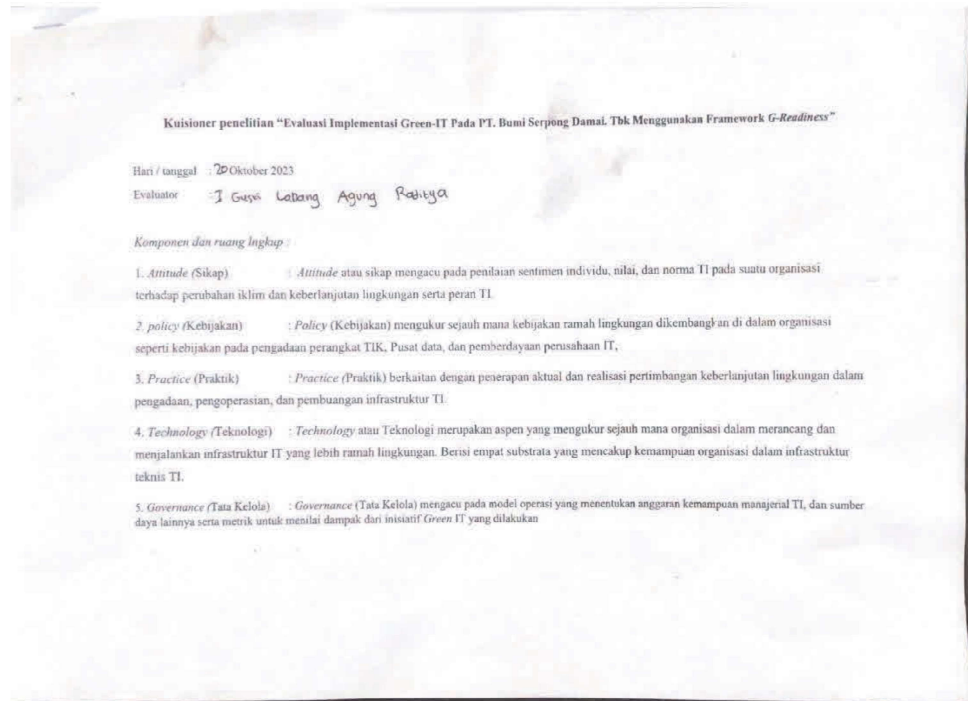 Kuisioner penelitian “Evaluasi Implementasi Green-IT Pada PT. Bumi Serpong Damai. Tbk Menggunakan Framework G-Readiness”
Hari / tanggal : 20 Oktober 2023
Evaluator : I Gusti Agung
Komponen dan ruang lngkup :
1. Attitude (Sikap) : Attitude atau sikap mengacu pada penilaian sentimen individu, nilai, dan norma TI pada suatu organisasi
terhadap perubahan iklim dan keberlanjutan lingkungan serta peran TI.
2. policy (Kebijakan) : Policy (Kebijakan) mengukur sejauh mana kebijakan ramah lingkungan dikembangkan di dalam organisasi
seperti kebijakan pada pengadaan perangkat TIK, Pusat data, dan pemberdayaan perusahaan IT,
3. Practice (Praktik) : Practice (Praktik) berkaitan dengan penerapan aktual dan realisasi pertimbangan keberlanjutan lingkungan dalam
pengadaan, pengoperasian, dan pembuangan infrastruktur TI.
4. Technology (Teknologi) : Technology atau Teknologi merupakan aspen yang mengukur sejauh mana organisasi dalam merancang dan
menjalankan infrastruktur IT yang lebih ramah lingkungan. Berisi empat substrata yang mencakup kemampuan organisasi dalam infrastruktur
teknis TI.
5. Governance (Tata Kelola) : Governance (Tata Kelola) mengacu pada model operasi yang menentukan anggaran kemampuan manajerial TI, dan sumber
daya lainnya serta metrik untuk menilai dampak dari inisiatif Green IT yang dilakukan